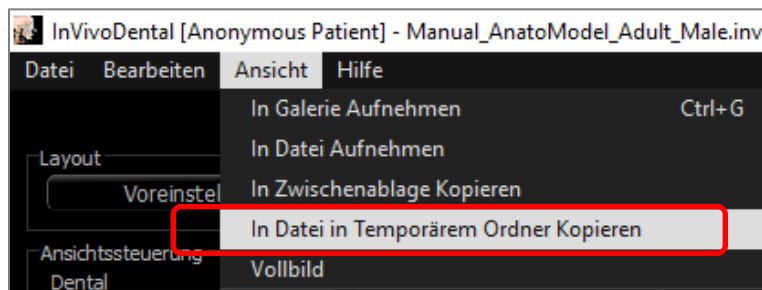 InVivoDental [Anonymous Patient] - Manual_AnatoModel_Adult_Male.inv
Datei Bearbeiten Ansicht Hilfe
In Galerie Aufnehmen Ctrl+G
In Datei Aufnehmen
Layout
Voreinstel In Zwischenablage Kopieren
In Datei in Temporärem Ordner Kopieren
Ansichtssteuerung
Vollbild
Dental